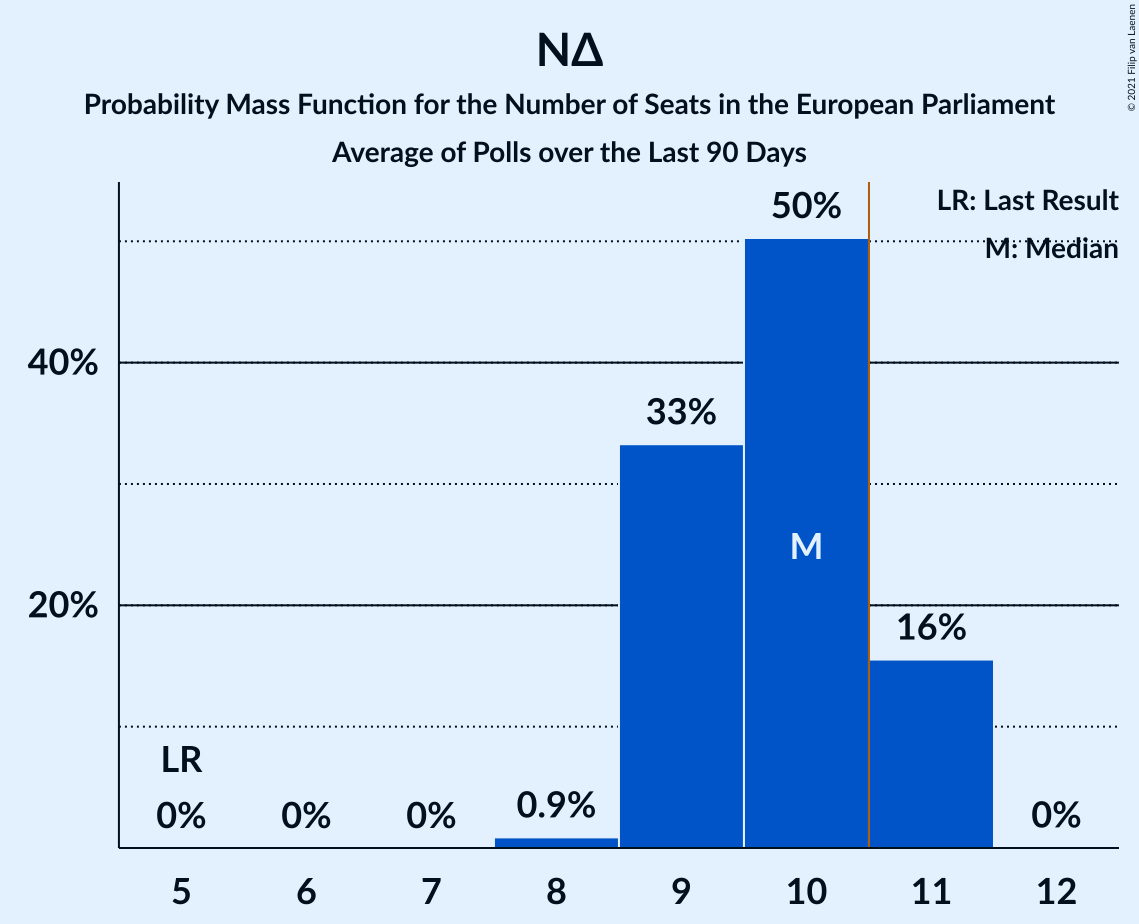 ΝΔ
Probability Mass Function for the Number of Seats in the European Parliament
Average of Polls over the Last 90 Days
© 2021 Filip van Laenen
LR: Last Result
M: Median
50%
40%
33%
M
20%
16%
LR
0%
0%
0%
0.9%
0%
5 6 7 8 9 10 11 12